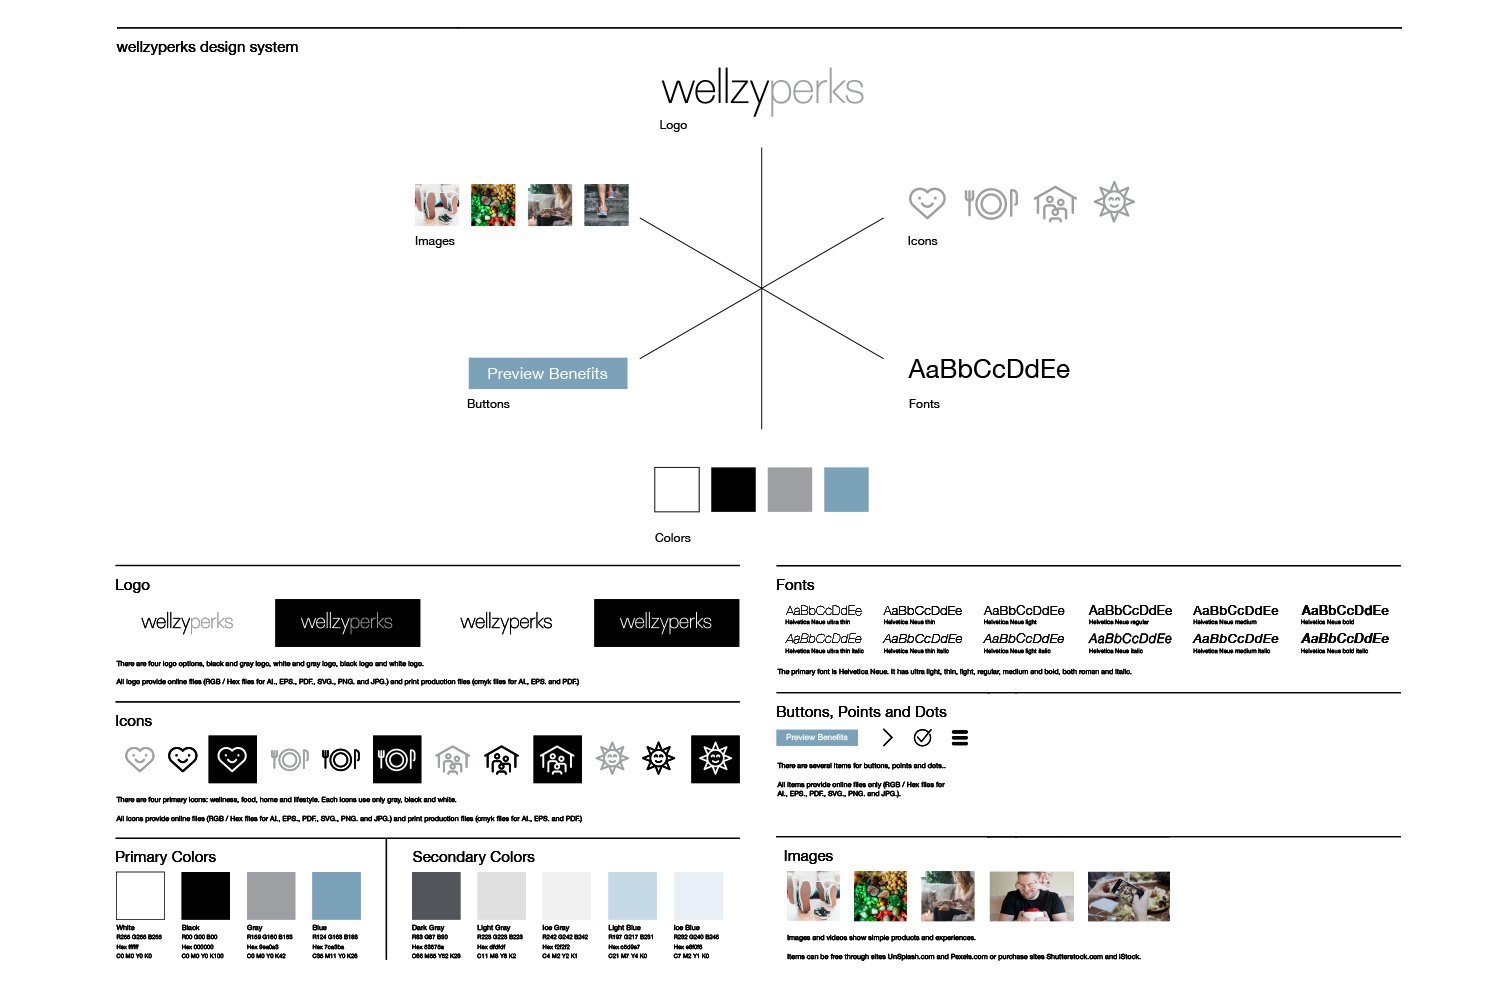 wellzyperks design system
wellzyperks
Logo
Images
Icons
Preview Benefits
Buttons
AaBbCcDdEe
Fonts
Colors
Logo
wellzyperks
wellzyperks
wellzyperks
wellzyperks
There are four logo options, black and gray logo, white and gray logo, black logo and white logo.
All logo provide online files (RGB / Hex files for AI., EPS., PDF., SVG., PNG. and JPG.) and print production files (cmyk files for AI., EPS. and PDF.)
Icons
There are four primary icons: wellness, food, home and lifestyle. Each icons use only gray, black and white.
All icons provide online files (RGB / Hex files for AI., EPS., PDF., SVG., PNG. and JPG.) and print production files (cmyk files for AI., EPS. and PDF.)
Primary Colors
White
R255 G255 B255
Hex ffffff
C0 M0 Y0 K0
Black
R00 G00 B00
Hex 000000
C0 M0 Y0 K100
Gray
R159 G160 B163
Hex
C0 M0 Y0 K42
Blue
R124 G163 B186
Hex 7ca3ba
C35 M11 Y0 K26
Secondary Colors
Dark Gray
R83 G87 B90
Hex
C66 M55 Y52 K28
Light Gray
R223 G223 B223
Hex dfdfdf
C11 M8 Y8 K2
Ice Gray
R242 G242 B242
Hex f2f2f2
C4 M2 Y2 K1
Light Blue
R197 G217 B231
Hex
C21 M7 Y4 K0
Ice Blue
R232 G240 B246
Hex
C7 M2 Y1 K0
Fonts
AaBbCcDdEe
Helvetica Neue ultra thin
AaBbCcDdEe
Helvetica Neue thin
AaBbCcDdEe
Helvetica Neue light
AaBbCcDdEe
Helvetica Neue regular
AaBbCcDdEe
Helvetica Neue medium
AaBbCcDdEe
Helvetica Neue bold
AaBbCcDdEe
Helvetica Neue ultra thin italic
AaBbCcDdEe
Helvetica Neue thin italic
AaBbCcDdEe
Helvetica Neue light italic
AaBbCcDdEe
Helvetica Neue italic
AaBbCcDdEe
Helvetica Neue medium italic
AaBbCcDdEe
Helvetica Neue bold italic
The primary font is Helvetica Neue. It has ultra light, thin, light, regular, medium and bold, both roman and italic.
Buttons, Points and Dots
Preview Benefits
There are several items for buttons, points and dots..
All items provide online files only (RGB / Hex files for
AI., EPS., PDF., SVG., PNG. and JPG.).
Images
Images and videos show simple products and experiences.
Items can be free through sites UnSplash.com and Pexels.com or purchase sites Shutterstock.com and iStock.